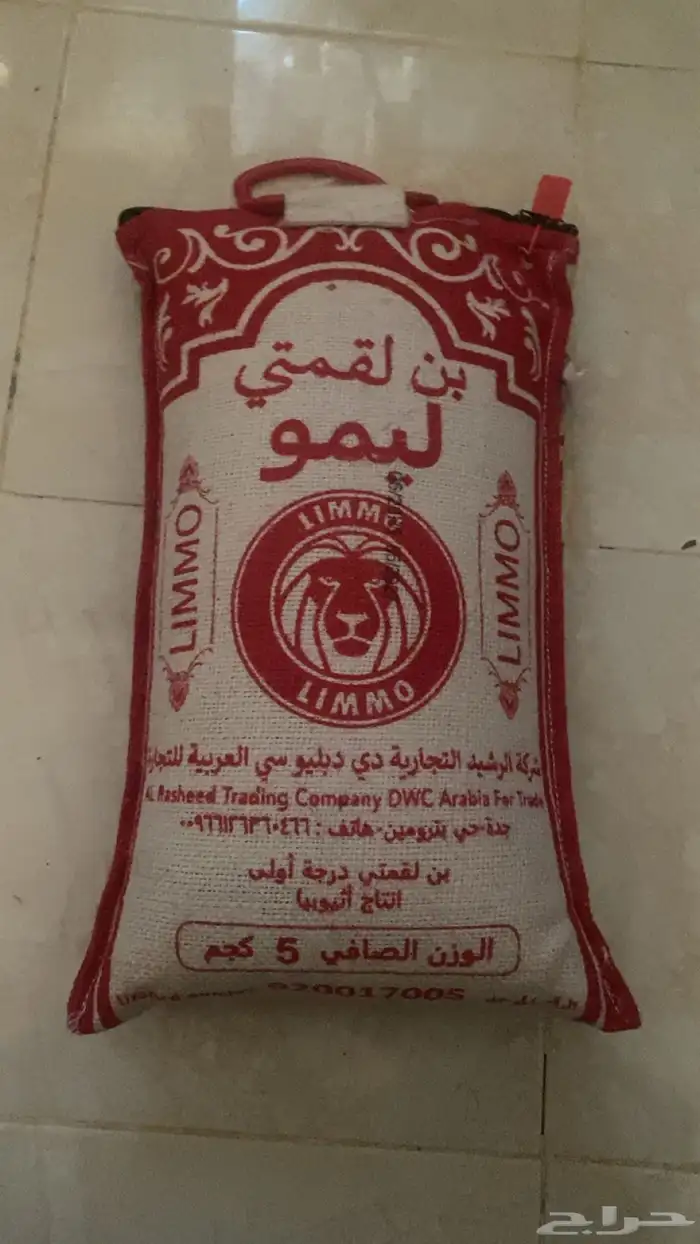 بن لقمتي
ليمو
LIMMO
LIMMO
LIMMO
LIMMO
شركة الرشيد التجارية دي دبليو سي العربية للتجارة
AL Rasheed Trading Company DWC Arabia For Trade
جدة-حي بترومين-هاتف : ٠٠٩٦٦١٢٦٣٦٠٤٦٦
بن لقمتي درجة أولى
انتاج أثيوبيا
الوزن الصافي 5 كجم
920017005
حراج